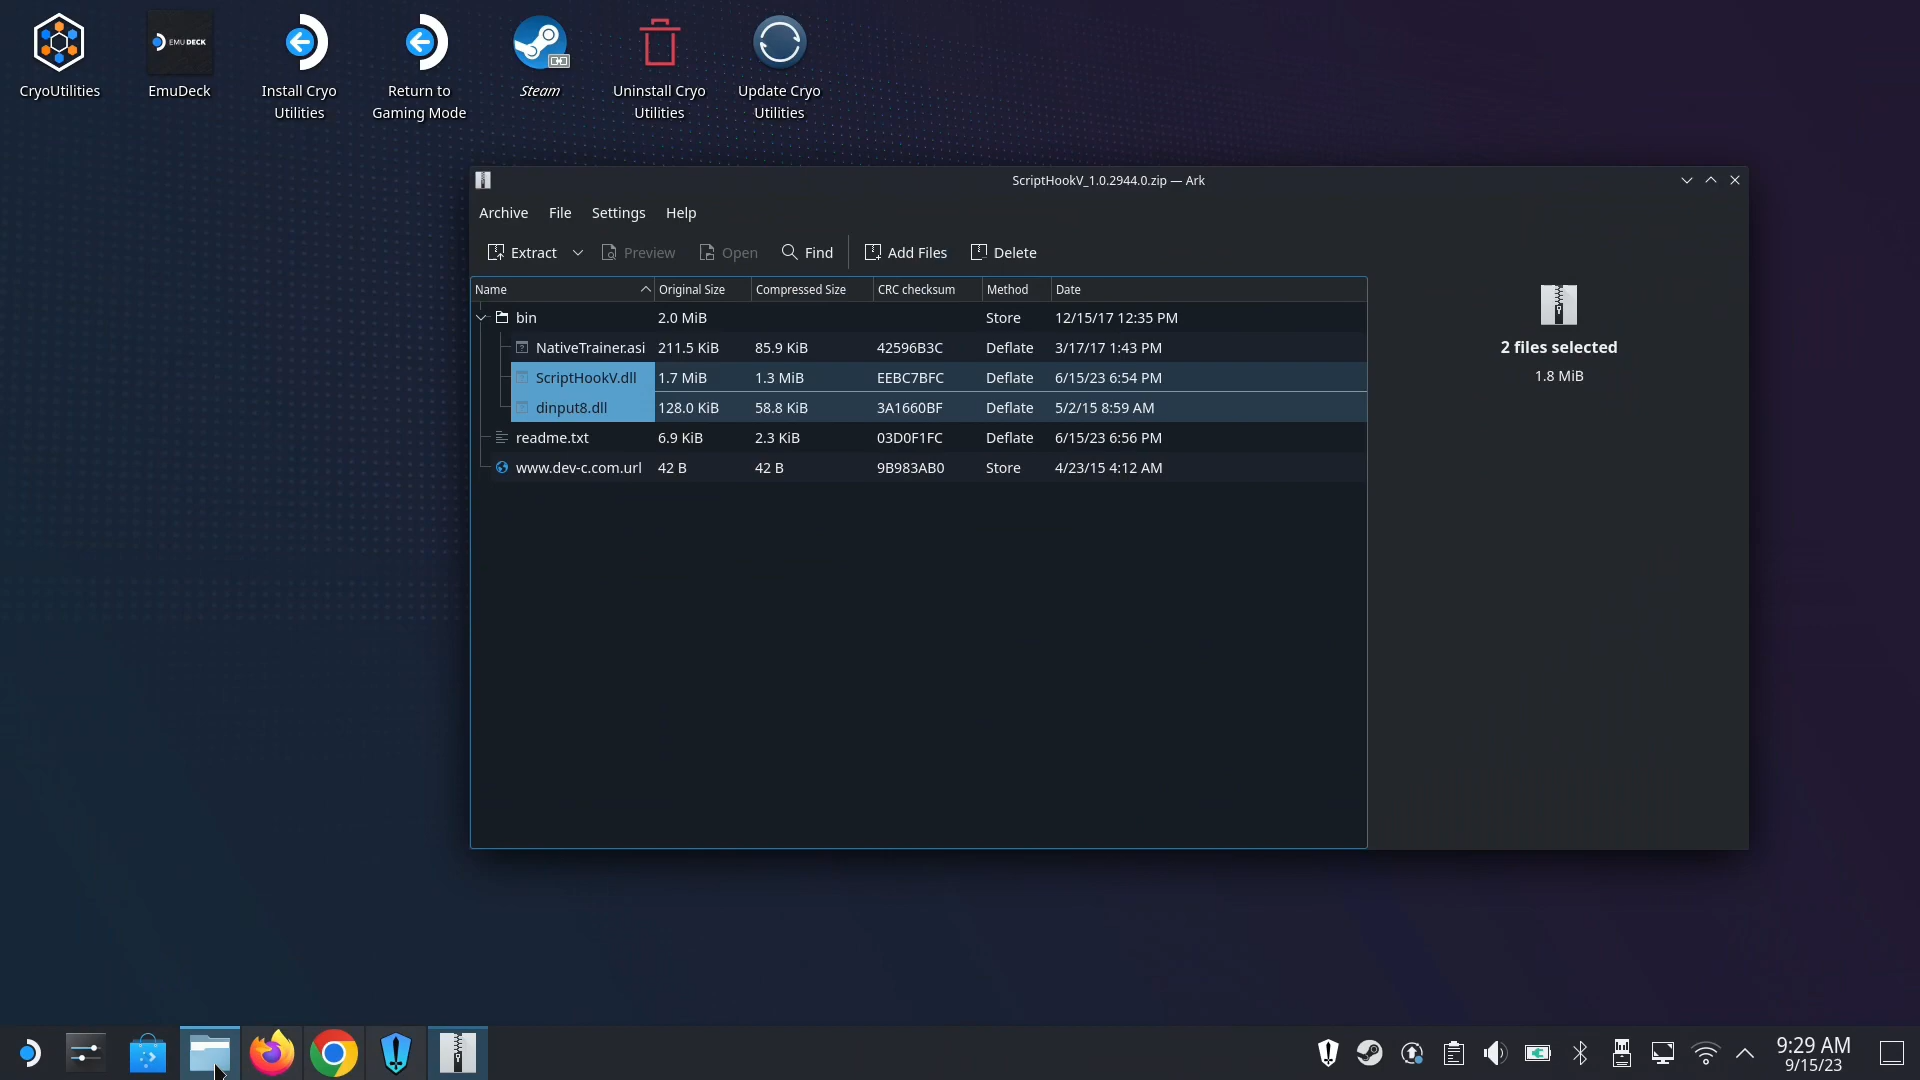 CryoUtilities
EMUDECK
EmuDeck
Install Cryo
Utilities
Return to
Gaming Mode
Steam
Uninstall Cryo
Utilities
Update Cryo
Utilities
ScriptHookV_1.0.2944.0.zip — Ark
Archive File Settings Help
Extract Preview Open Find Add Files Delete
Name Original Size Compressed Size CRC checksum Method Date
bin 2.0 MiB Store 12/15/17 12:35 PM
NativeTrainer.asi 211.5 KiB 85.9 KiB 42596B3C Deflate 3/17/17 1:43 PM
ScriptHookV.dll 1.7 MiB 1.3 MiB EEBC7BFC Deflate 6/15/23 6:54 PM
dinput8.dll 128.0 KiB 58.8 KiB 3A1660BF Deflate 5/2/15 8:59 AM
readme.txt 6.9 KiB 2.3 KiB 03D0F1FC Deflate 6/15/23 6:56 PM
www.dev-c.com.url 42 B 42 B 9B983AB0 Store 4/23/15 4:12 AM
2 files selected
1.8 MiB
9:29 AM
9/15/23